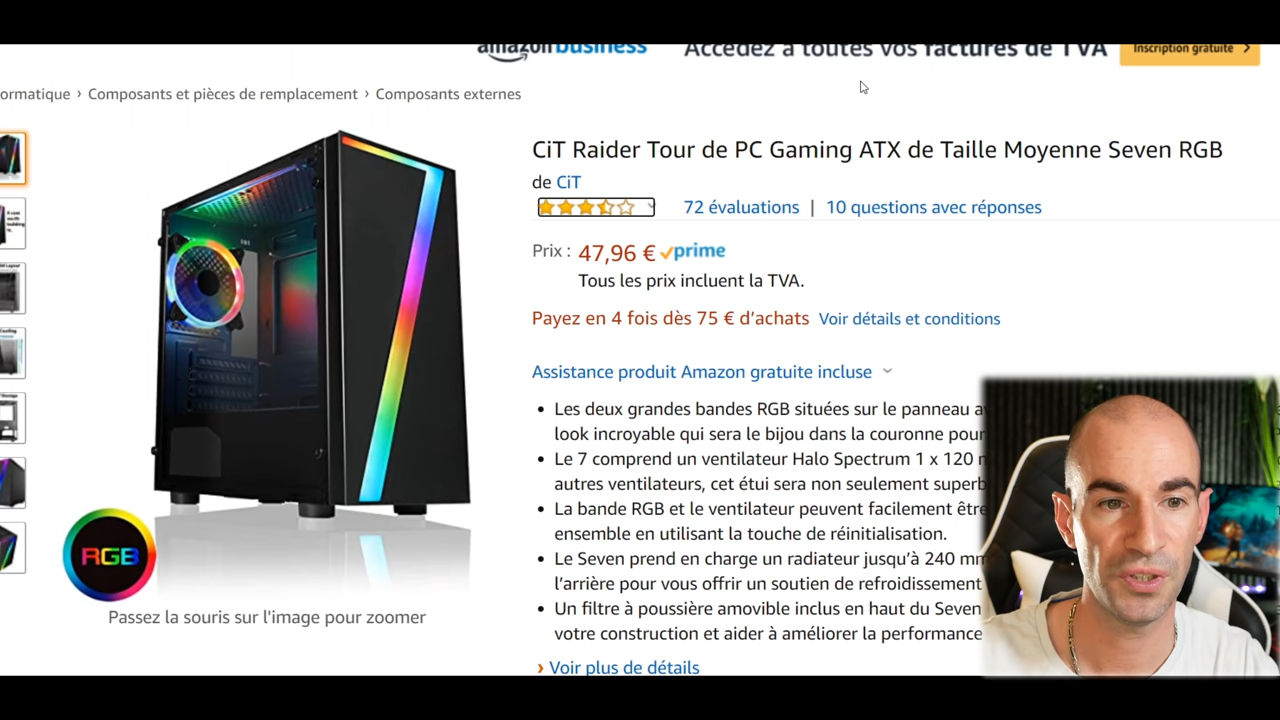 amazon business Accédez à toutes vos factures de TVA Inscription gratuite
ormatique › Composants et pièces de remplacement › Composants externes
CiT Raider Tour de PC Gaming ATX de Taille Moyenne Seven RGB
de CiT
72 évaluations | 10 questions avec réponses
Prix : 47,96 € prime
Tous les prix incluent la TVA.
Payez en 4 fois dès 75 € d’achats Voir détails et conditions
Assistance produit Amazon gratuite incluse
• Les deux grandes bandes RGB situées sur le panneau
look incroyable qui sera le bijou dans la couronne pour
• Le 7 comprend un ventilateur Halo Spectrum 1 x 120
autres ventilateurs, cet étui sera non seulement
• La bande RGB et le ventilateur peuvent facilement être
ensemble en utilisant la touche de réinitialisation.
• Le Seven prend en charge un radiateur jusqu’à 240 mm
l’arrière pour vous offrir un soutien de refroidissement
• Un filtre à poussière amovible inclus en haut du Seven
votre construction et aider à améliorer la performance
› Voir plus de détails
RGB
Passez la souris sur l'image pour zoomer